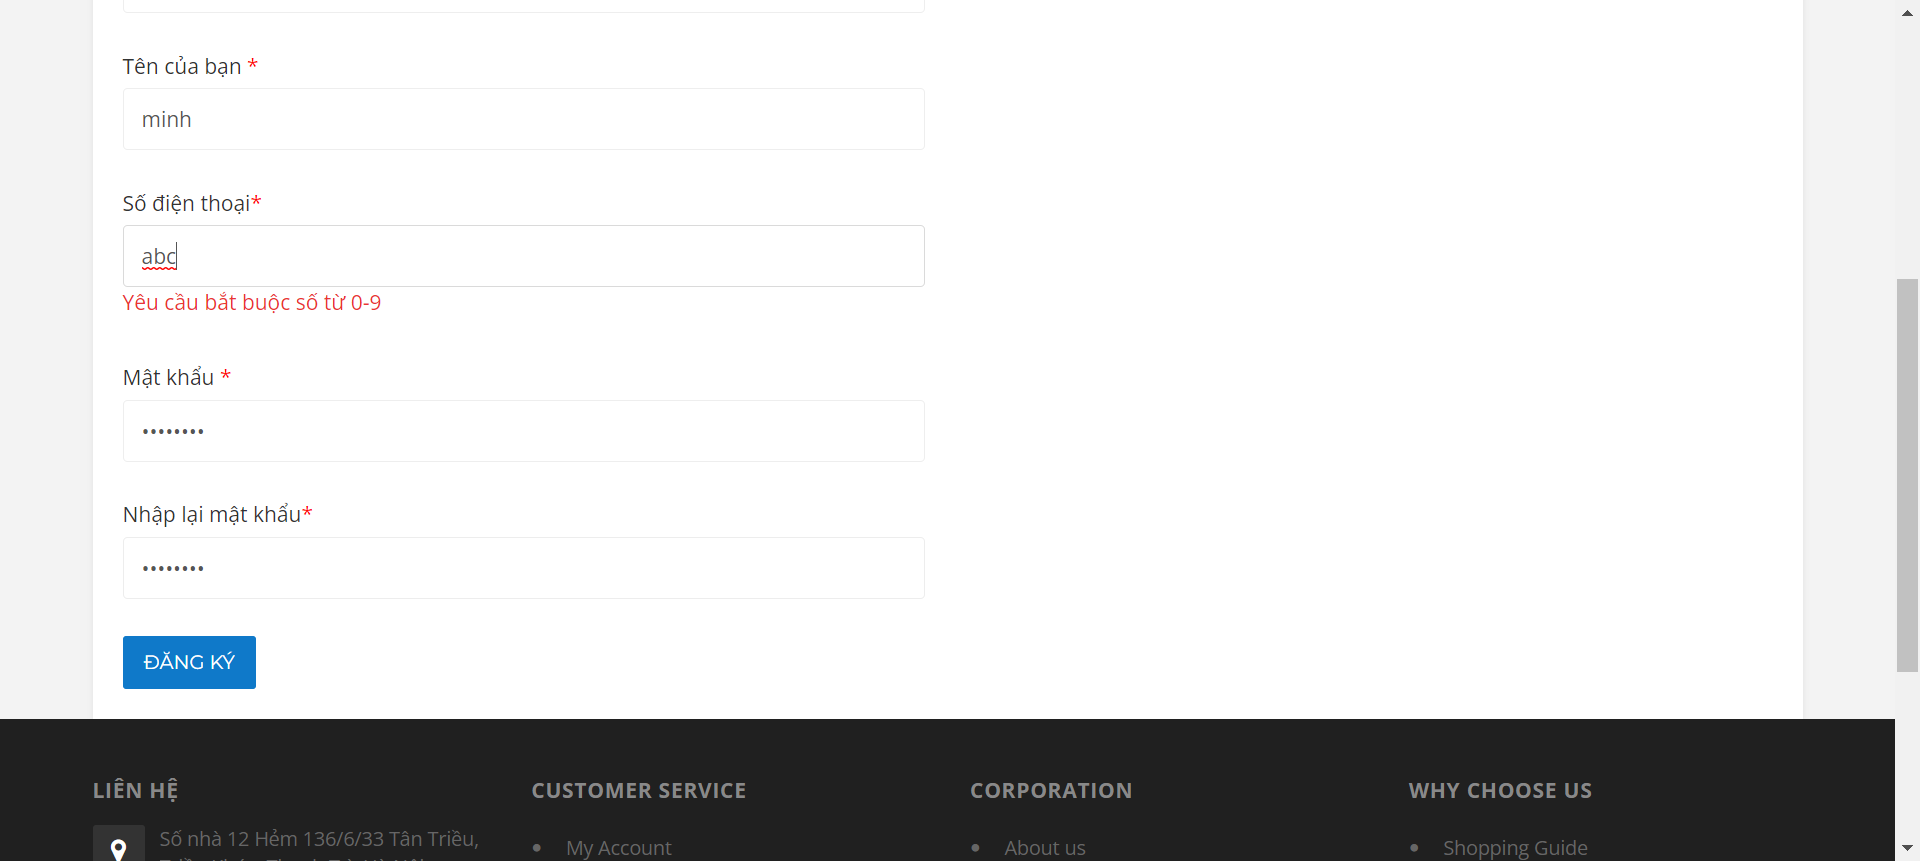 Tên của bạn *
minh
Số điện thoại*
abc
Yêu cầu bắt buộc số từ 0-9
Mật khẩu *
••••••••
Nhập lại mật khẩu*
••••••••
ĐĂNG KÝ
LIÊN HỆ
Số nhà 12 Hẻm 136/6/33 Tân Triều,
CUSTOMER SERVICE
My Account
CORPORATION
About us
WHY CHOOSE US
Shopping Guide